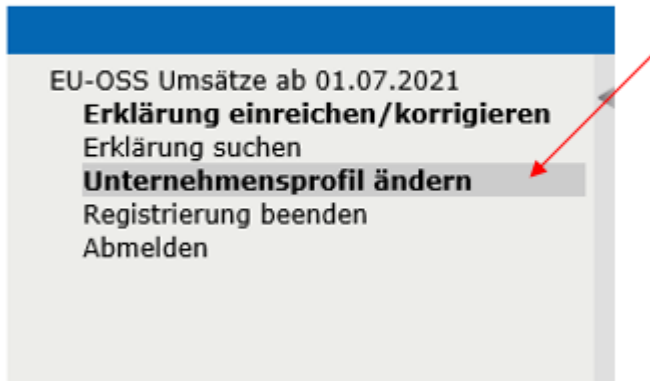 EU-OSS Umsätze ab 01.07.2021
Erklärung einreichen/korrigieren
Erklärung suchen
Unternehmensprofil ändern
Registrierung beenden
Abmelden